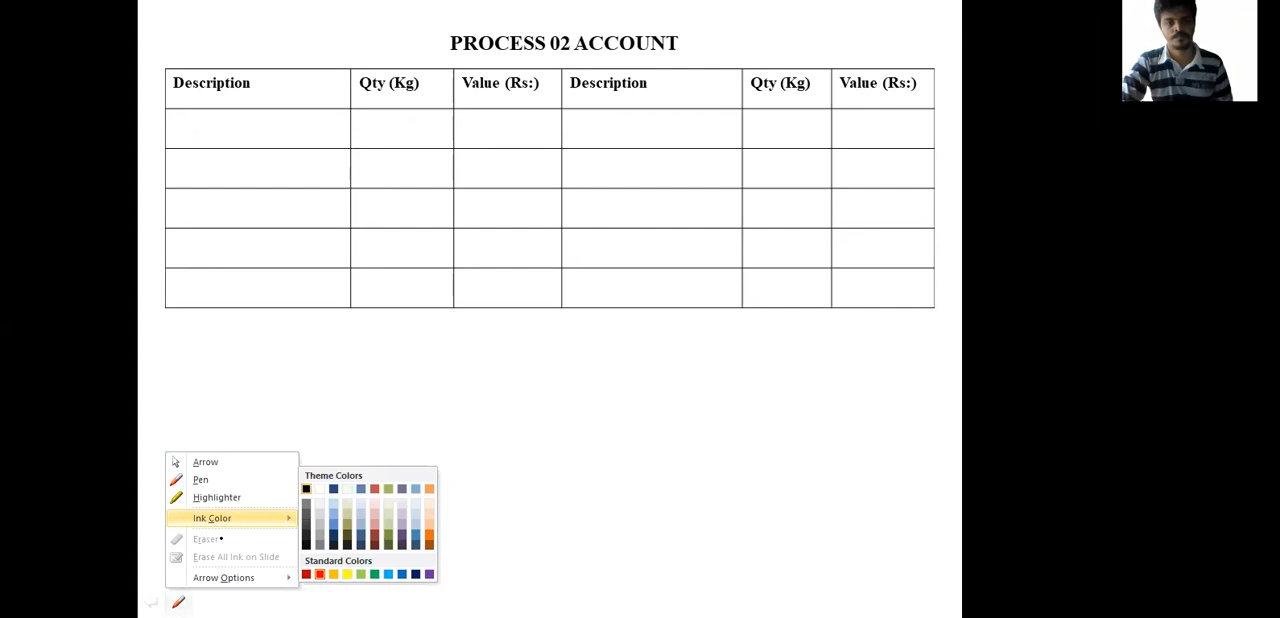 PROCESS 02 ACCOUNT
Description Qty (Kg) Value (Rs:) Description Qty (Kg) Value (Rs:)
Arrow
Pen
Highlighter
Ink Color
Eraser
Erase All Ink on Slide
Arrow Options
Theme Colors
Standard Colors